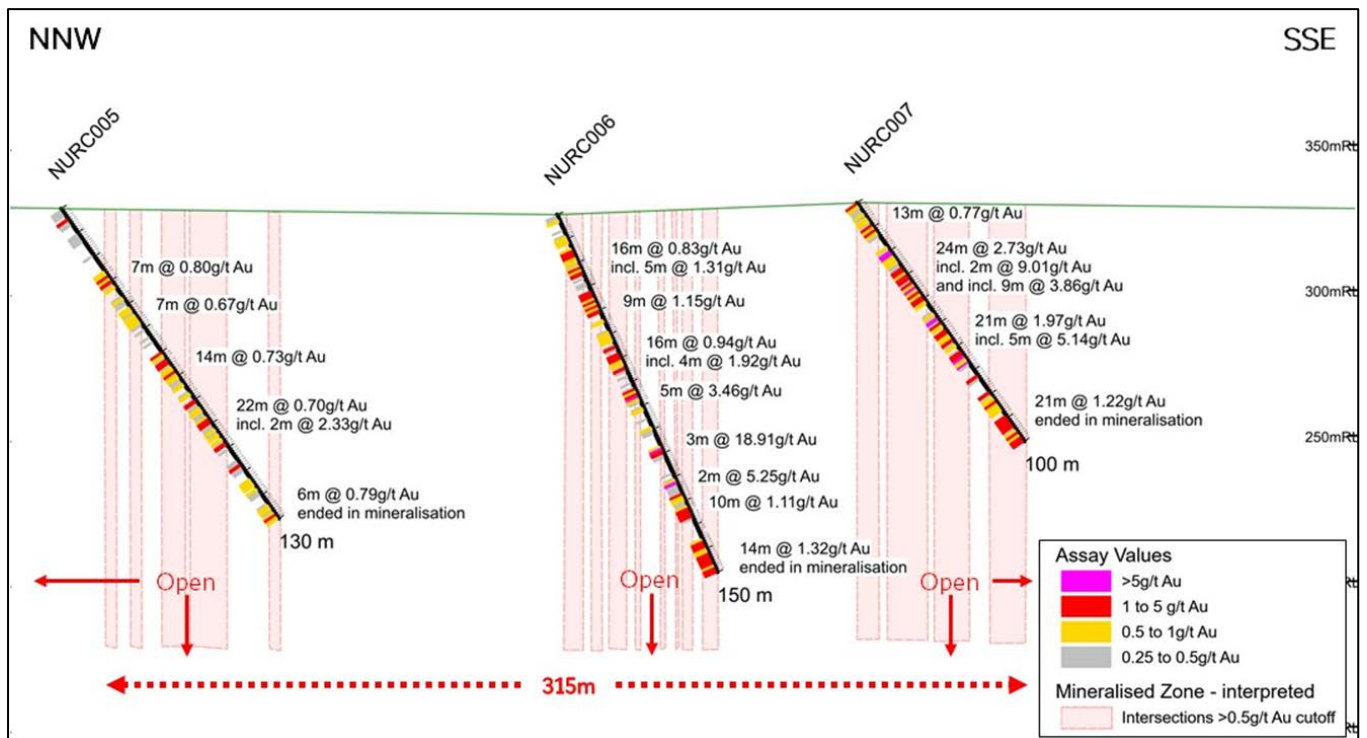 NNW
SSE
NURC005
NURC006
NURC007
350mRL
300mRL
250mRL
7m @ 0.80g/t Au
7m @ 0.67g/t Au
14m @ 0.73g/t Au
22m @ 0.70g/t Au
incl. 2m @ 2.33g/t Au
6m @ 0.79g/t Au
ended in mineralisation
130 m
16m @ 0.83g/t Au
incl. 5m @ 1.31g/t Au
9m @ 1.15g/t Au
16m @ 0.94g/t Au
incl. 4m @ 1.92g/t Au
5m @ 3.46g/t Au
3m @ 18.91g/t Au
2m @ 5.25g/t Au
10m @ 1.11g/t Au
14m @ 1.32g/t Au
ended in mineralisation
150 m
13m @ 0.77g/t Au
24m @ 2.73g/t Au
incl. 2m @ 9.01g/t Au
and incl. 9m @ 3.86g/t Au
21m @ 1.97g/t Au
incl. 5m @ 5.14g/t Au
21m @ 1.22g/t Au
ended in mineralisation
100 m
Open
Open
Open
315m
Assay Values
>5g/t Au
1 to 5 g/t Au
0.5 to 1g/t Au
0.25 to 0.5g/t Au
Mineralised Zone - interpreted
Intersections >0.5g/t Au cutoff